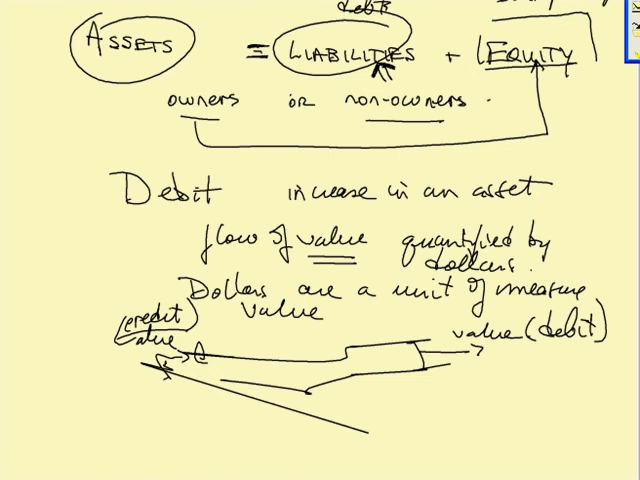 debts
ASSETS = LIABILITIES + EQUITY
owners or non-owners.
Debit increase in an asset
flow of value quantified by
dollars.
Dollars are a unit of measure
value
(credit)
value
value (debit)